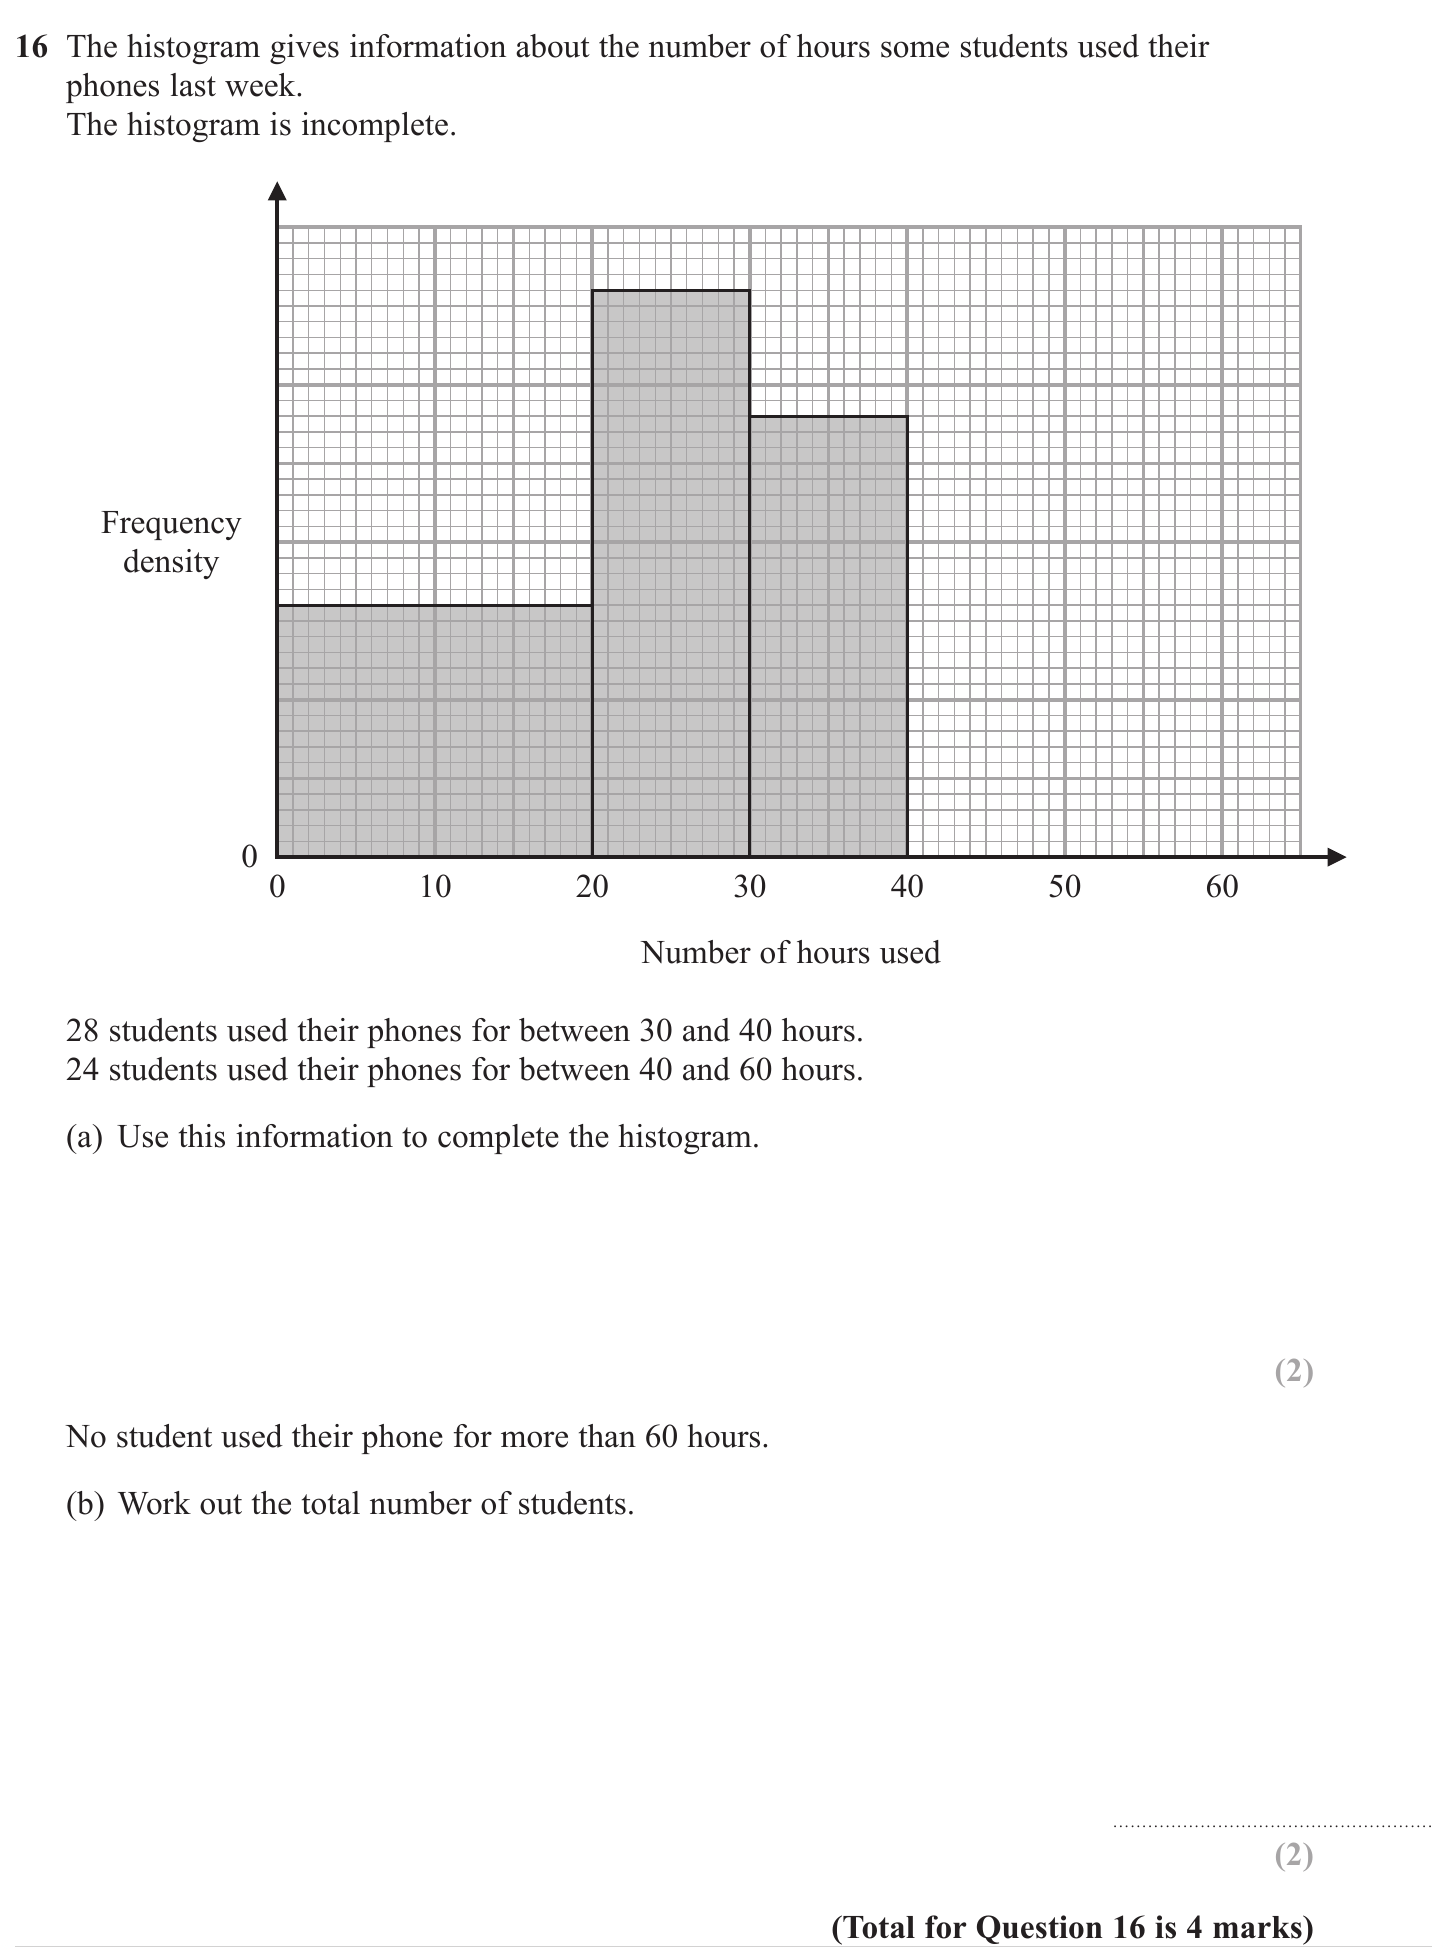 16 The histogram gives information about the number of hours some students used their
phones last week.
The histogram is incomplete.
Frequency
density
0
0 10 20 30 40 50 60
Number of hours used
28 students used their phones for between 30 and 40 hours.
24 students used their phones for between 40 and 60 hours.
(a) Use this information to complete the histogram.
(2)
No student used their phone for more than 60 hours.
(b) Work out the total number of students.
(2)
(Total for Question 16 is 4 marks)